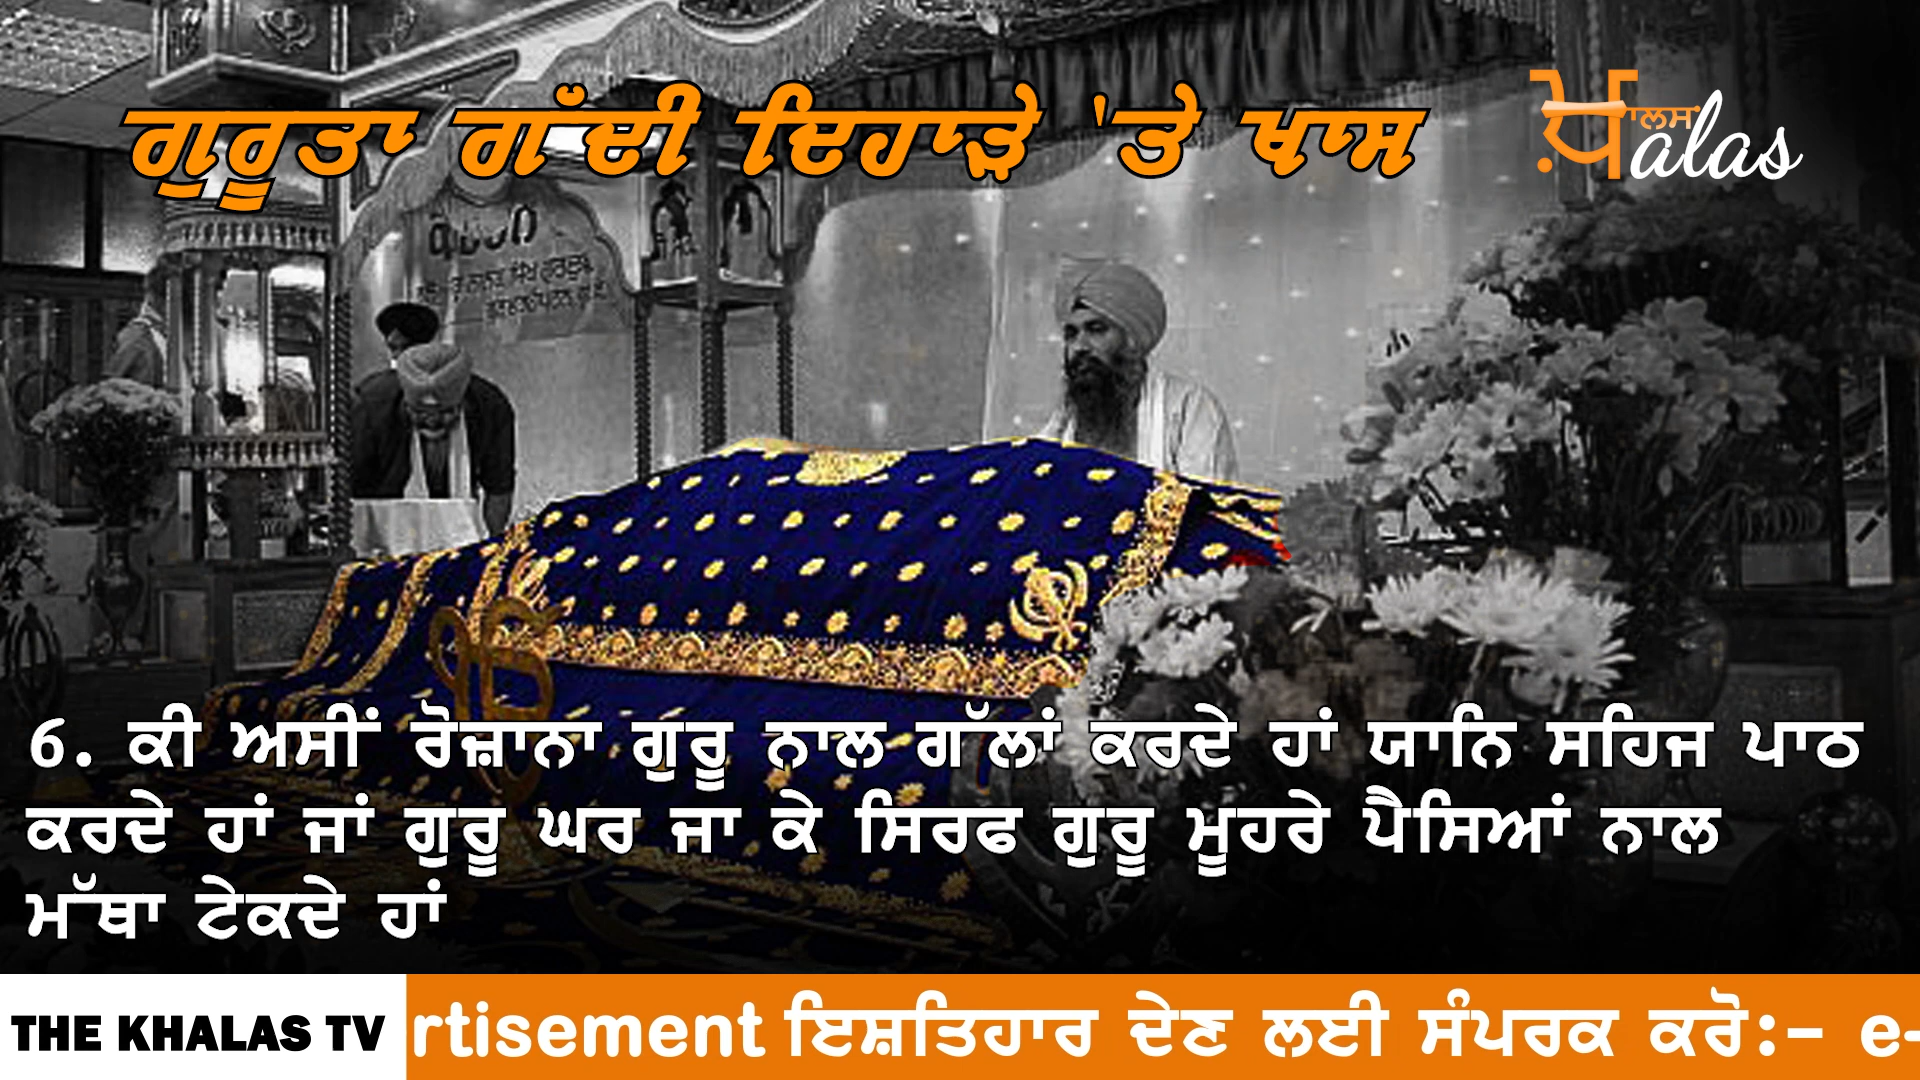 ਗੁਰੂਤਾ ਗੱਦੀ ਦਿਹਾੜੇ 'ਤੇ ਖਾਸ
ਖ਼ਾਲਸ alas
6. ਕੀ ਅਸੀਂ ਰੋਜ਼ਾਨਾ ਗੁਰੂ ਨਾਲ ਗੱਲਾਂ ਕਰਦੇ ਹਾਂ ਯਾਨਿ ਸਹਿਜ ਪਾਠ
ਕਰਦੇ ਹਾਂ ਜਾਂ ਗੁਰੂ ਘਰ ਜਾ ਕੇ ਸਿਰਫ ਗੁਰੂ ਮੂਹਰੇ ਪੈਸਿਆਂ ਨਾਲ
ਮੱਥਾ ਟੇਕਦੇ ਹਾਂ
THE KHALAS TV rtisement ਇਸ਼ਤਿਹਾਰ ਦੇਣ ਲਈ ਸੰਪਰਕ ਕਰੋ:- e-